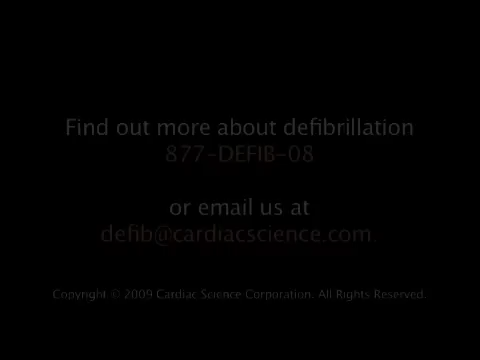 Find out more about defibrillation
877-DEFIB-08
or email us at
defib@cardiacscience.com.
Copyright © 2009 Cardiac Science Corporation. All Rights Reserved.